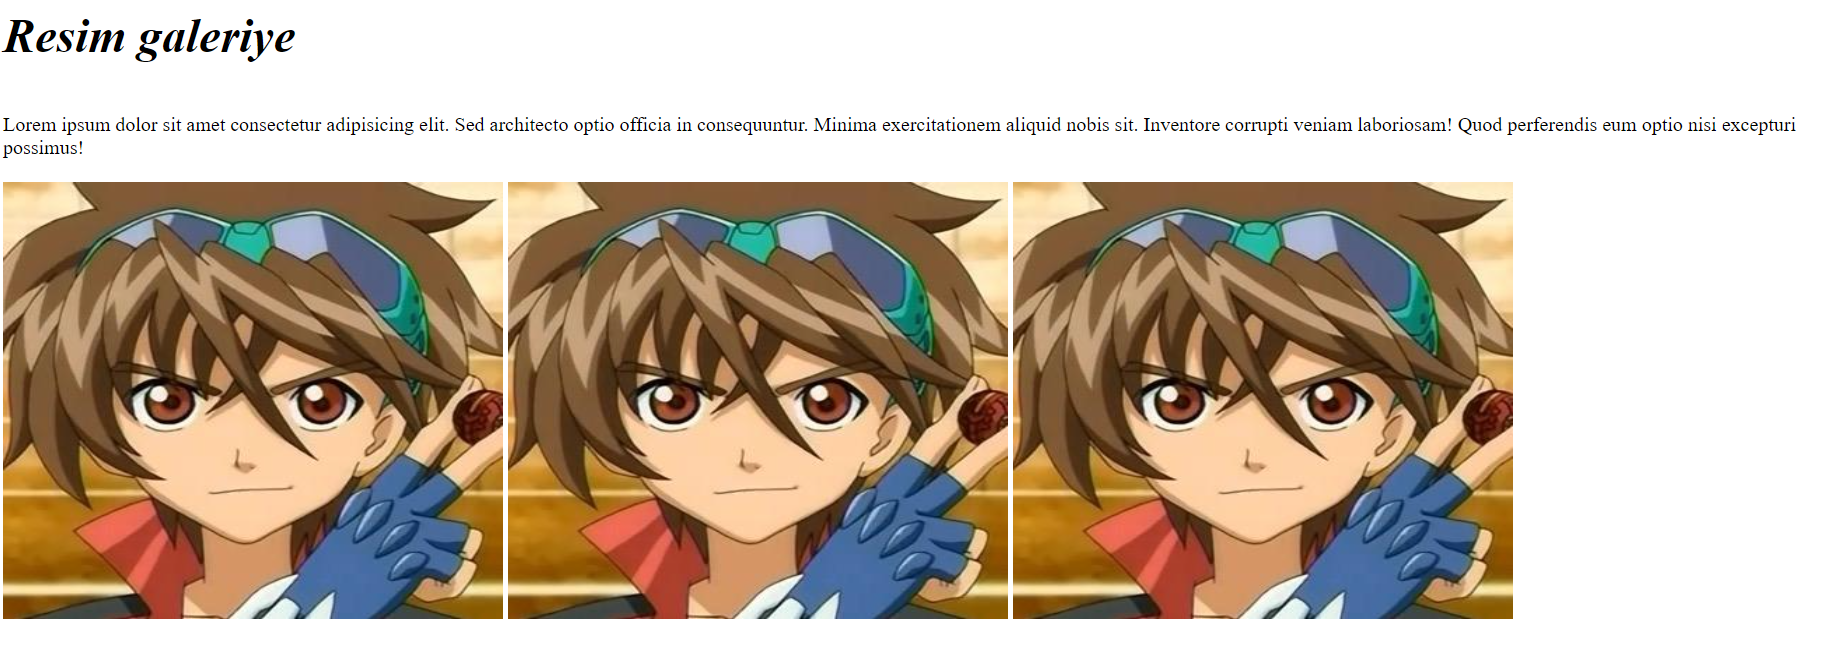 Resim galeriye
Lorem ipsum dolor sit amet consectetur adipisicing elit. Sed architecto optio officia in consequuntur. Minima exercitationem aliquid nobis sit. Inventore corrupti veniam laboriosam! Quod perferendis eum optio nisi excepturi
possimus!